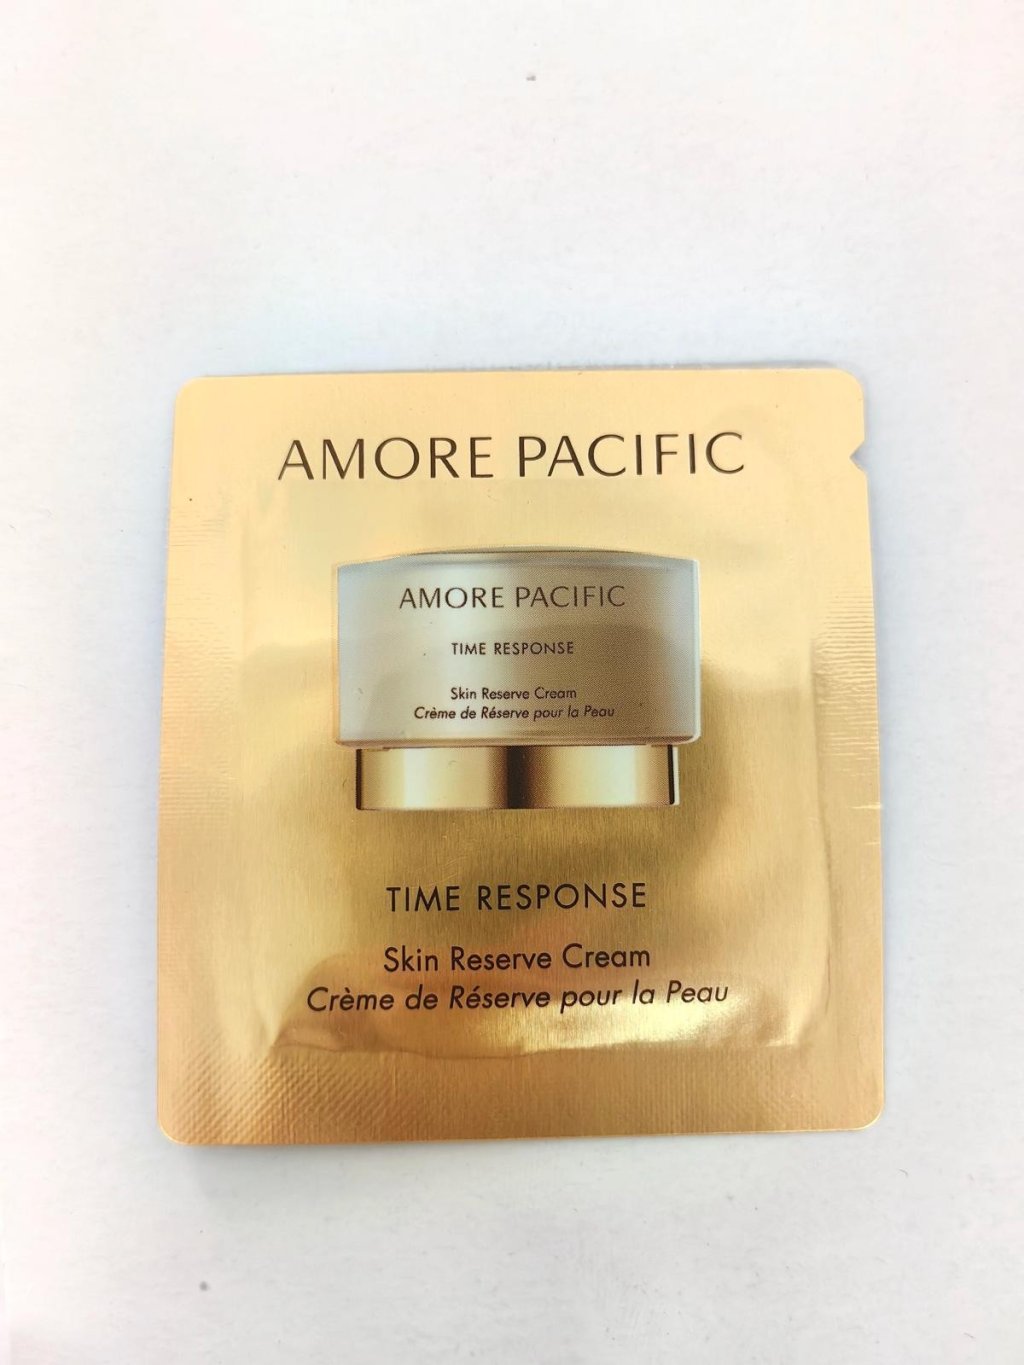 AMORE PACIFIC
AMORE PACIFIC
TIME RESPONSE
Skin Reserve Cream
Crème de Réserve pour la Peau
TIME RESPONSE
Skin Reserve Cream
Crème de Réserve pour la Peau